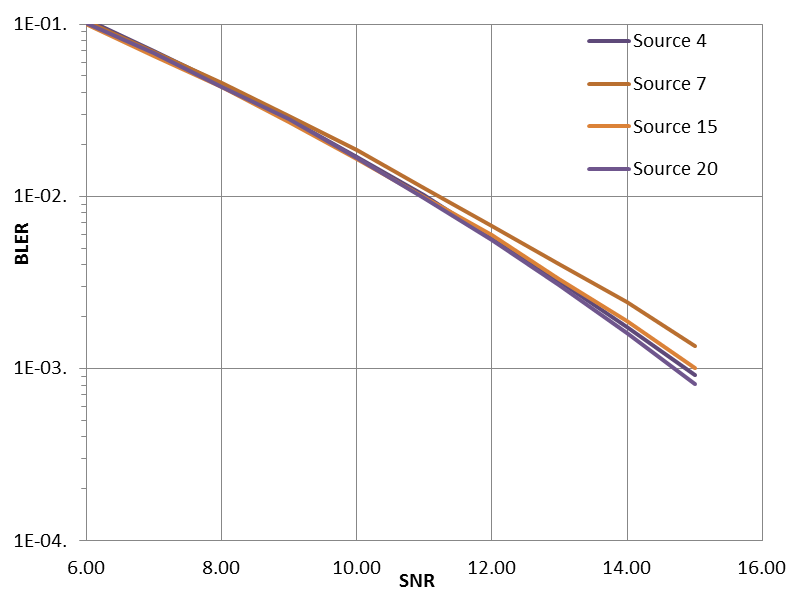 1E-01.
1E-02.
1E-03.
1E-04.
BLER
6.00
8.00
10.00
12.00
14.00
16.00
SNR
Source 4
Source 7
Source 15
Source 20